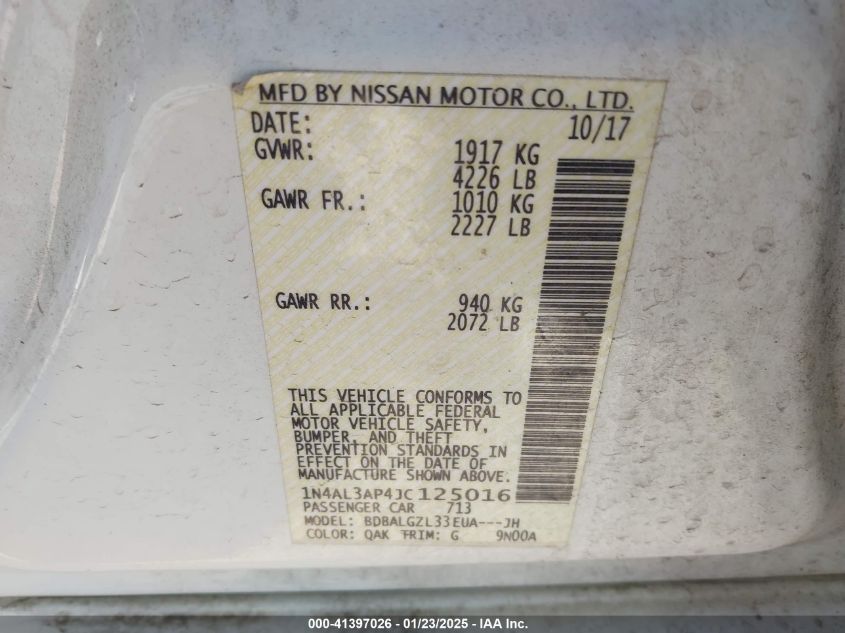 MFD BY NISSAN MOTOR CO., LTD.
DATE: 10/17
GVWR: 1917 KG
4226 LB
GAWR FR.: 1010 KG
2227 LB
GAWR RR.: 940 KG
2072 LB
THIS VEHICLE CONFORMS TO
ALL APPLICABLE FEDERAL
MOTOR VEHICLE SAFETY,
BUMPER, AND THEFT
PREVENTION STANDARDS IN
EFFECT ON THE DATE OF
MANUFACTURE SHOWN ABOVE.
1N4AL3AP4JC125016
PASSENGER CAR 713
MODEL: BDBALGZL33EUA---JH
COLOR: QAK TRIM: G 9N00A
000-41397026 / 01/23/2025 - IAA Inc.